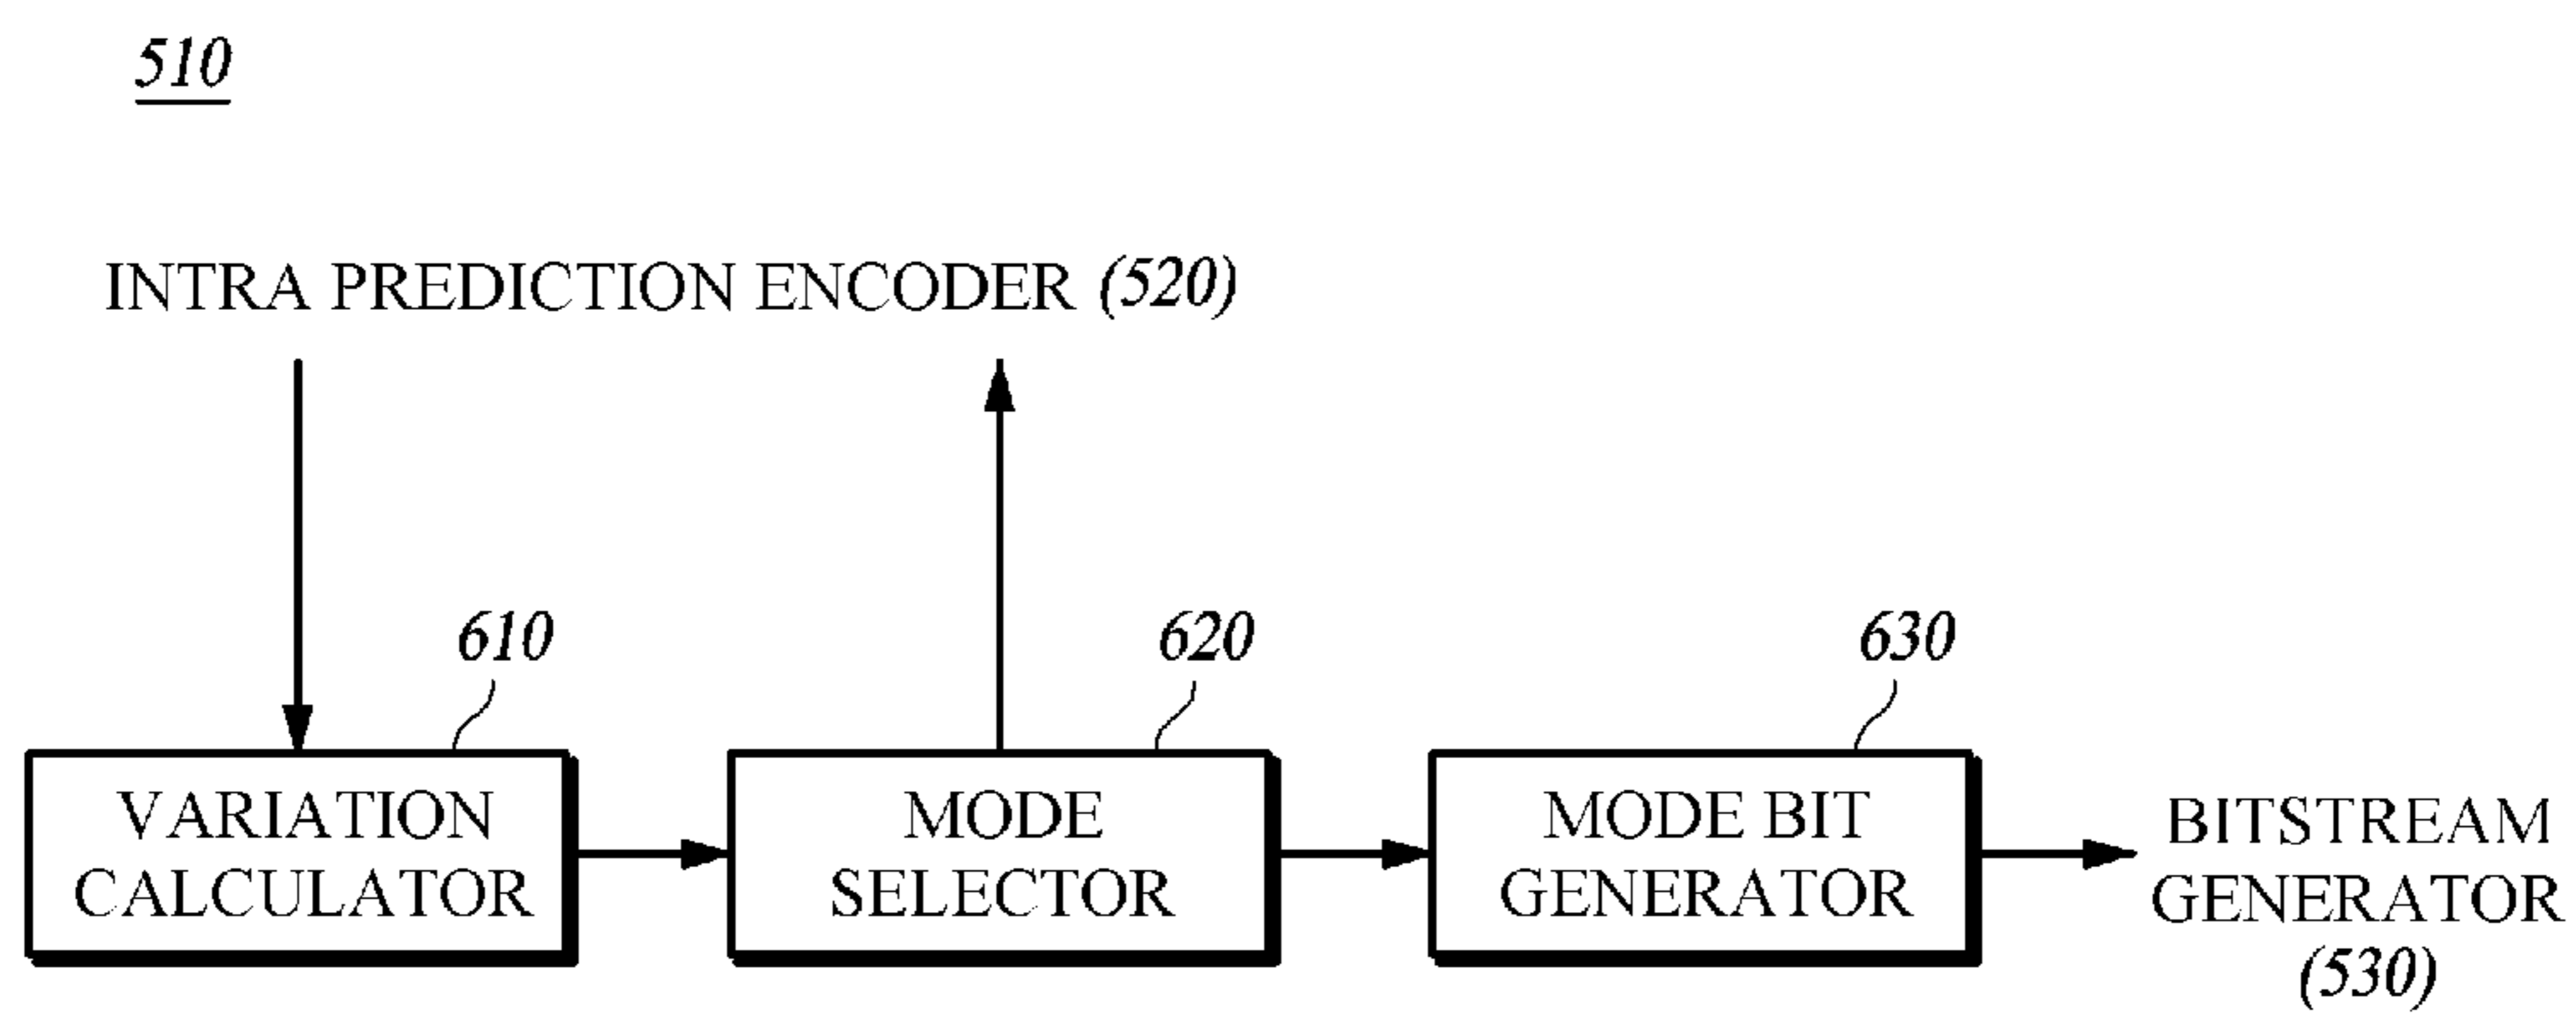 510
INTRA PREDICTION ENCODER (520)
610
620
630
VARIATION
CALCULATOR
MODE
SELECTOR
MODE BIT
GENERATOR
BITSTREAM
GENERATOR
(530)